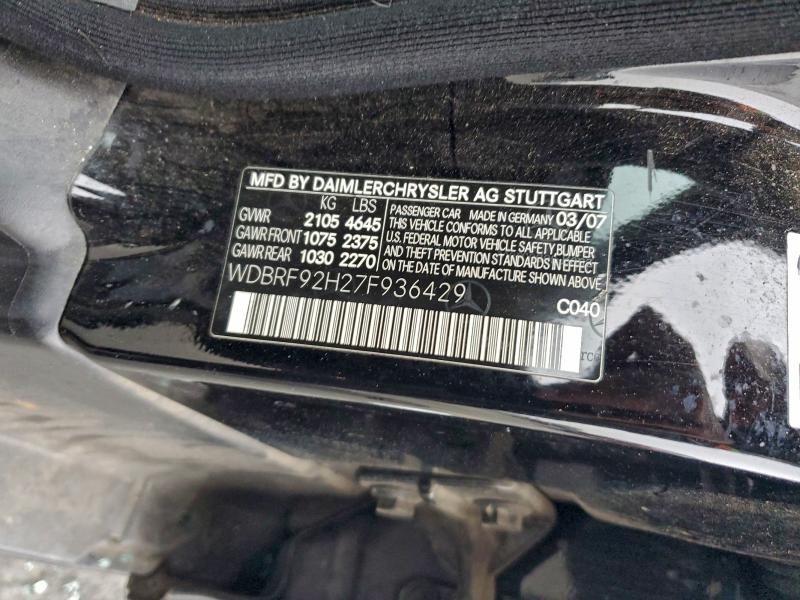 MFD BY DAIMLERCHRYSLER AG STUTTGART
KG LBS
GVWR 2105 4645
GAWR FRONT 1075 2375
GAWR REAR 1030 2270
PASSENGER CAR MADE IN GERMANY 03/07
THIS VEHICLE CONFORMS TO ALL APPLICABLE
U.S. FEDERAL MOTOR VEHICLE SAFETY, BUMPER
AND THEFT PREVENTION STANDARDS IN EFFECT
ON THE DATE OF MANUFACTURE SHOWN ABOVE
WDBRF92H27F936429
C040